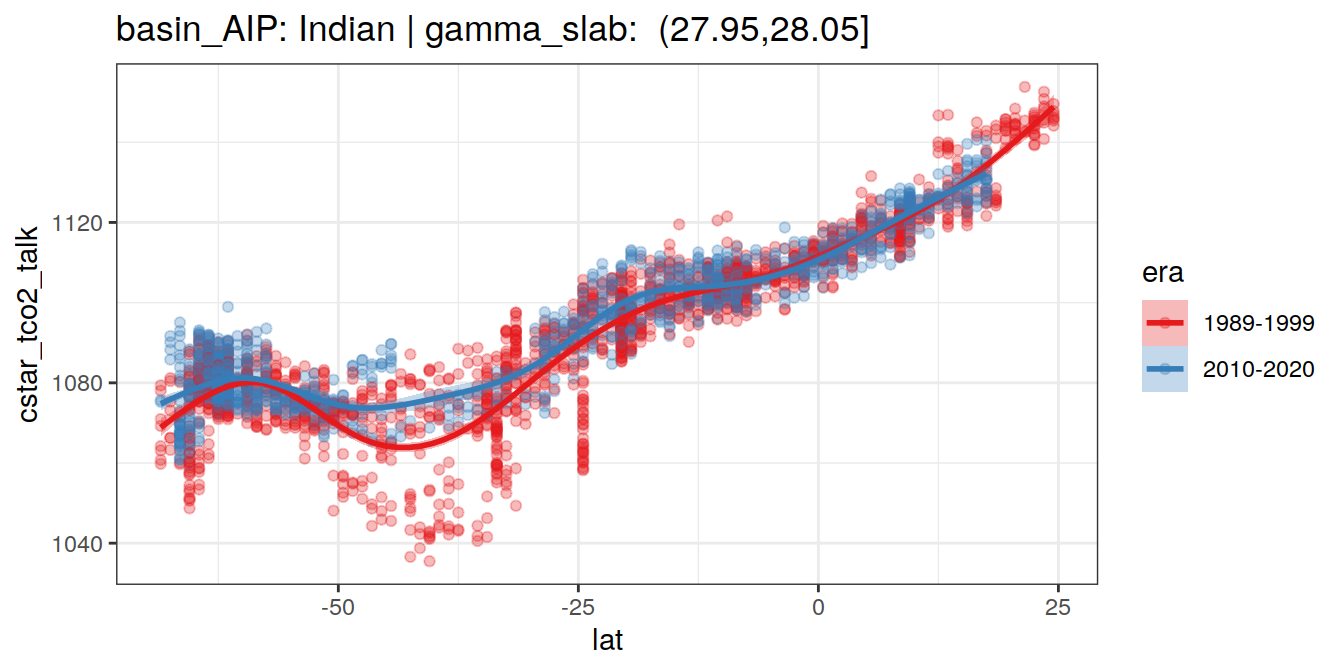 basin_AIP: Indian | gamma_slab:  (27.95,28.05]
cstar_tco2_talk
1120
1080
1040
-50
-25
0
25
lat
era
1989-1999
2010-2020